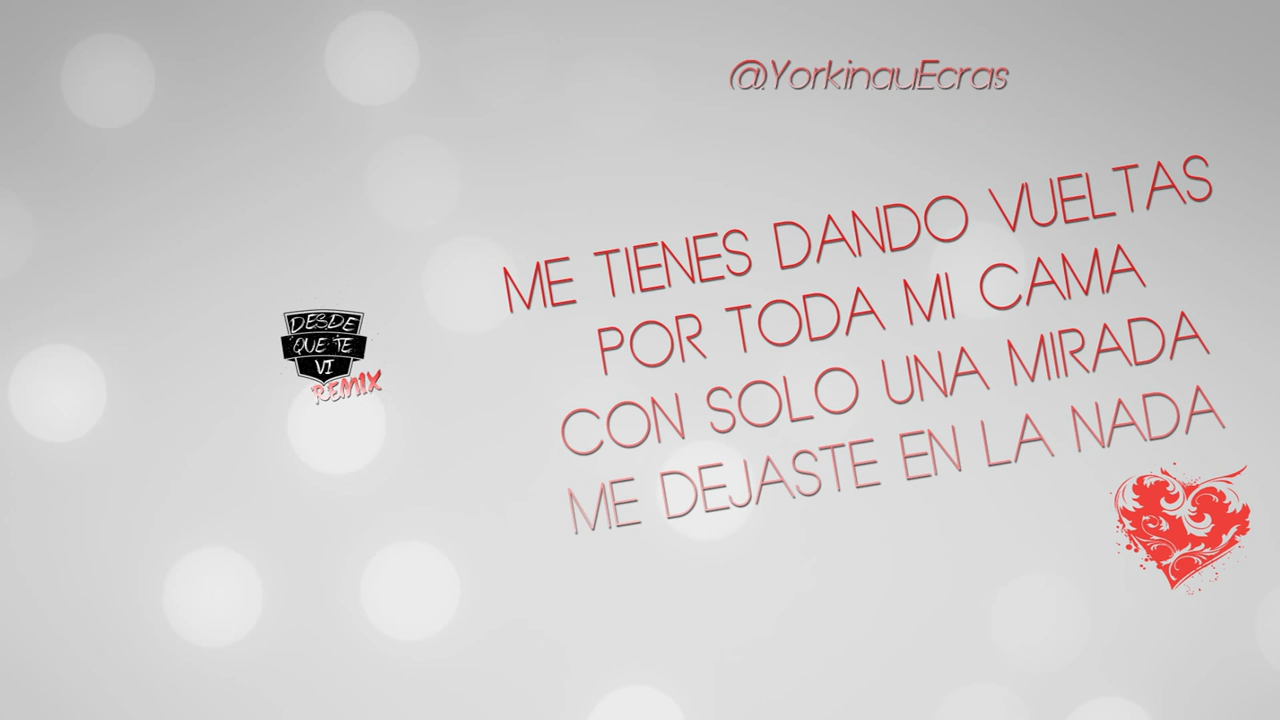 @YorkinauEcras
ME TIENES DANDO VUELTAS
POR TODA MI CAMA
CON SOLO UNA MIRADA
ME DEJASTE EN LA NADA
DESDE
QUE TE
VI
REMIX